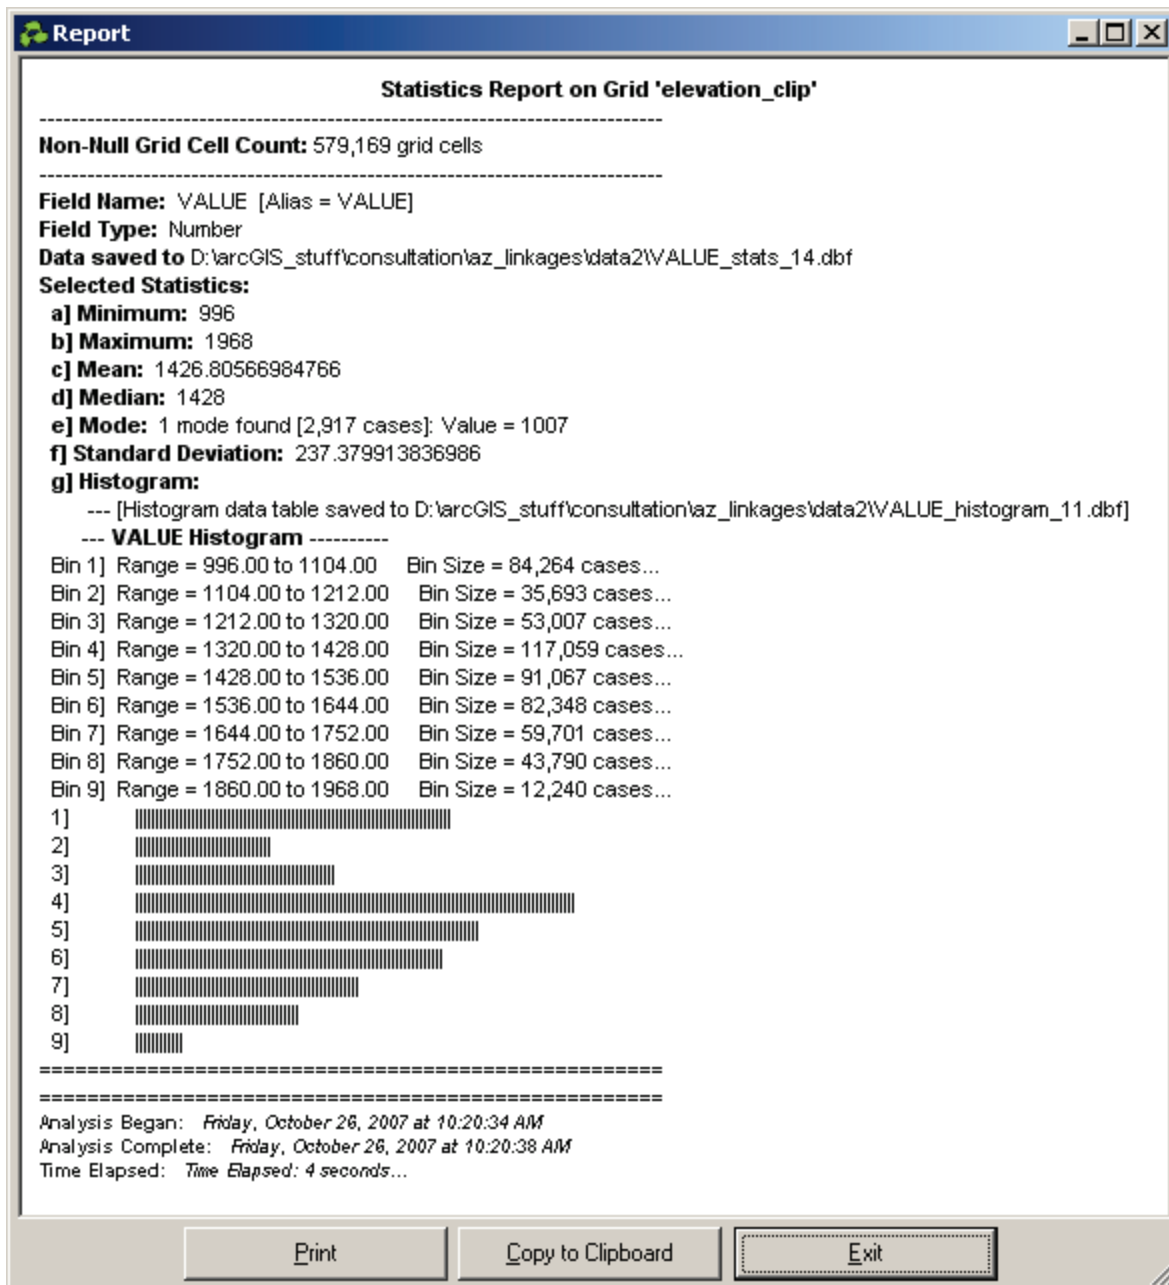 Report
Statistics Report on Grid 'elevation_clip'
-----------------------------------------------------------------------------
Non-Null Grid Cell Count: 579,169 grid cells
-----------------------------------------------------------------------------
Field Name: VALUE [Alias = VALUE]
Field Type: Number
Data saved to D:\arcGIS_stuff\consultation\az_linkages\data2\VALUE_stats_14.dbf
Selected Statistics:
a] Minimum: 996
b] Maximum: 1968
c] Mean: 1426.80566984766
d] Median: 1428
e] Mode: 1 mode found [2,917 cases]: Value = 1007
f] Standard Deviation: 237.379913836986
g] Histogram:
--- [Histogram data table saved to D:\arcGIS_stuff\consultation\az_linkages\data2\VALUE_histogram_11.dbf]
--- VALUE Histogram ----------
Bin 1] Range = 996.00 to 1104.00 Bin Size = 84,264 cases...
Bin 2] Range = 1104.00 to 1212.00 Bin Size = 35,693 cases...
Bin 3] Range = 1212.00 to 1320.00 Bin Size = 53,007 cases...
Bin 4] Range = 1320.00 to 1428.00 Bin Size = 117,059 cases...
Bin 5] Range = 1428.00 to 1536.00 Bin Size = 91,067 cases...
Bin 6] Range = 1536.00 to 1644.00 Bin Size = 82,348 cases...
Bin 7] Range = 1644.00 to 1752.00 Bin Size = 59,701 cases...
Bin 8] Range = 1752.00 to 1860.00 Bin Size = 43,790 cases...
Bin 9] Range = 1860.00 to 1968.00 Bin Size = 12,240 cases...
1]
2]
3]
4]
5]
6]
7]
8]
9]
====================================================
====================================================
Analysis Began: Friday, October 26, 2007 at 10:20:34 AM
Analysis Complete: Friday, October 26, 2007 at 10:20:38 AM
Time Elapsed: Time Elapsed: 4 seconds...
Print Copy to Clipboard Exit